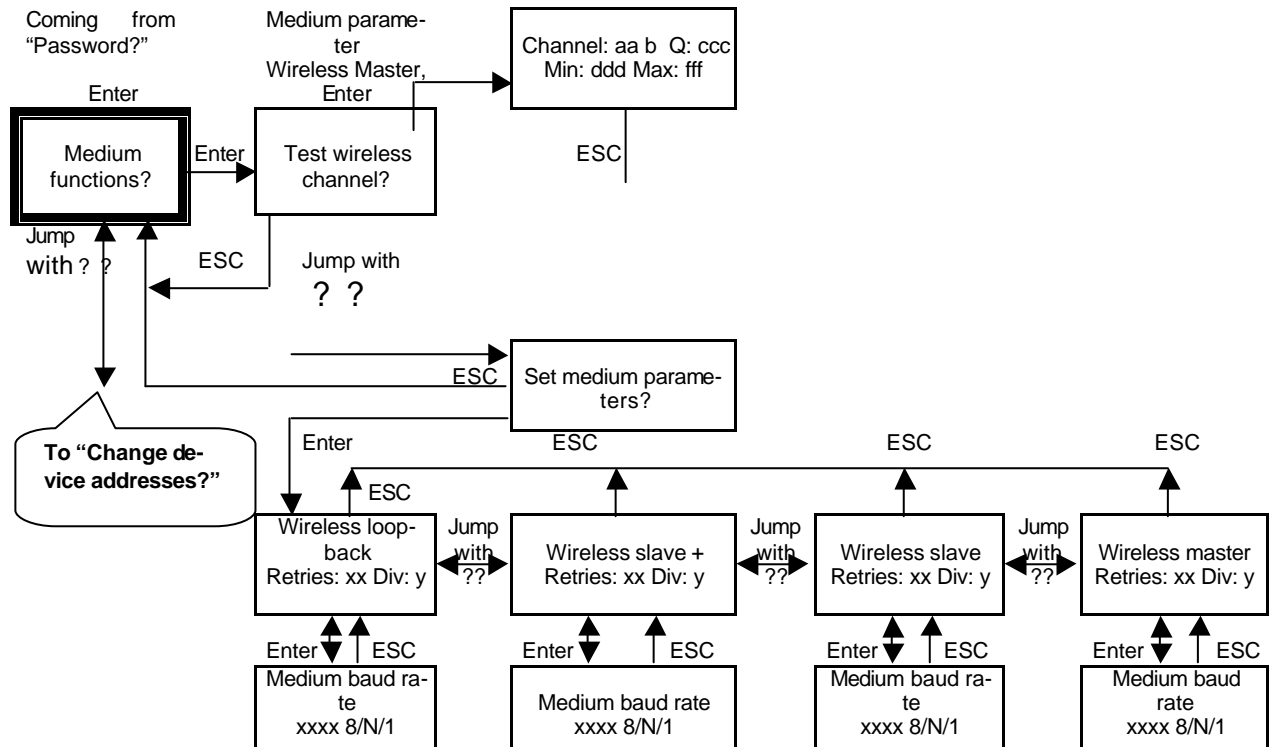 Coming from
“Password?”
Enter
Medium parame-
ter
Wireless Master,
Enter
Channel: aa b Q: ccc
Min: ddd Max: fff
Medium
functions?
Enter
Test wireless
channel?
ESC
Jump
with ? ?
ESC
Jump with
? ?
ESC
Set medium parame-
ters?
To “Change de-
vice addresses?”
Enter
ESC
ESC
ESC
ESC
Wireless loop-
back
Retries: xx Div: y
Jump
with
??
Wireless slave +
Retries: xx Div: y
Jump
with
??
Wireless slave
Retries: xx Div: y
Jump
with
??
Wireless master
Retries: xx Div: y
Enter
ESC
Enter
ESC
Enter
ESC
Enter
ESC
Medium baud ra-
te
xxxx 8/N/1
Medium baud rate
xxxx 8/N/1
Medium baud ra-
te
xxxx 8/N/1
Medium baud
rate
xxxx 8/N/1